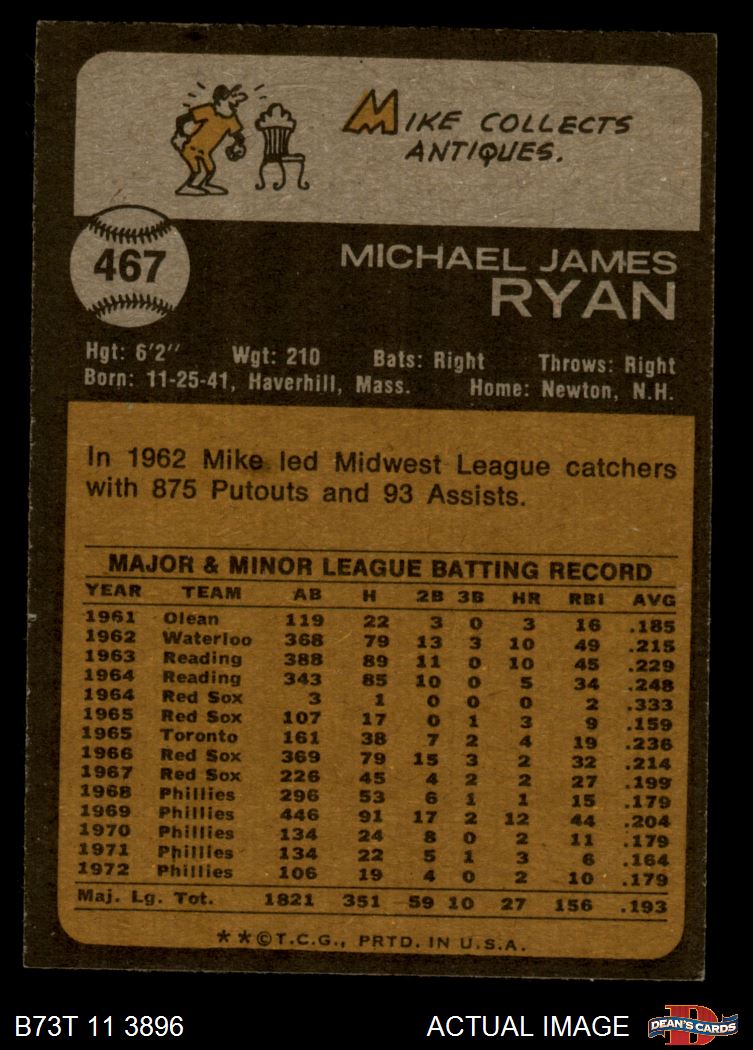 MIKE COLLECTS
ANTIQUES.
467
MICHAEL JAMES
RYAN
Hgt: 6'2" Wgt: 210 Bats: Right Throws: Right
Born: 11-25-41, Haverhill, Mass. Home: Newton, N.H.
In 1962 Mike led Midwest League catchers
with 875 Putouts and 93 Assists.
MAJOR & MINOR LEAGUE BATTING RECORD
YEAR TEAM AB H 2B 3B HR RBI AVG
1961 Olean 119 22 3 0 3 16 .185
1962 Waterloo 368 79 13 3 10 49 .215
1963 Reading 388 89 11 0 10 45 .229
1964 Reading 343 85 10 0 5 34 .248
1964 Red Sox 3 1 0 0 0 2 .333
1965 Red Sox 107 17 0 1 3 9 .159
1965 Toronto 161 38 7 2 4 19 .236
1966 Red Sox 369 79 15 3 2 32 .214
1967 Red Sox 226 45 4 2 2 27 .199
1968 Phillies 296 53 6 1 1 15 .179
1969 Phillies 446 91 17 2 12 44 .204
1970 Phillies 134 24 8 0 2 11 .179
1971 Phillies 134 22 5 1 3 6 .164
1972 Phillies 106 19 4 0 2 10 .179
Maj. Lg. Tot. 1821 351 59 10 27 156 .193
**©T.C.G., PRTD. IN U.S.A.
B73T 11 3896 ACTUAL IMAGE
D
DEAN'S CARDS